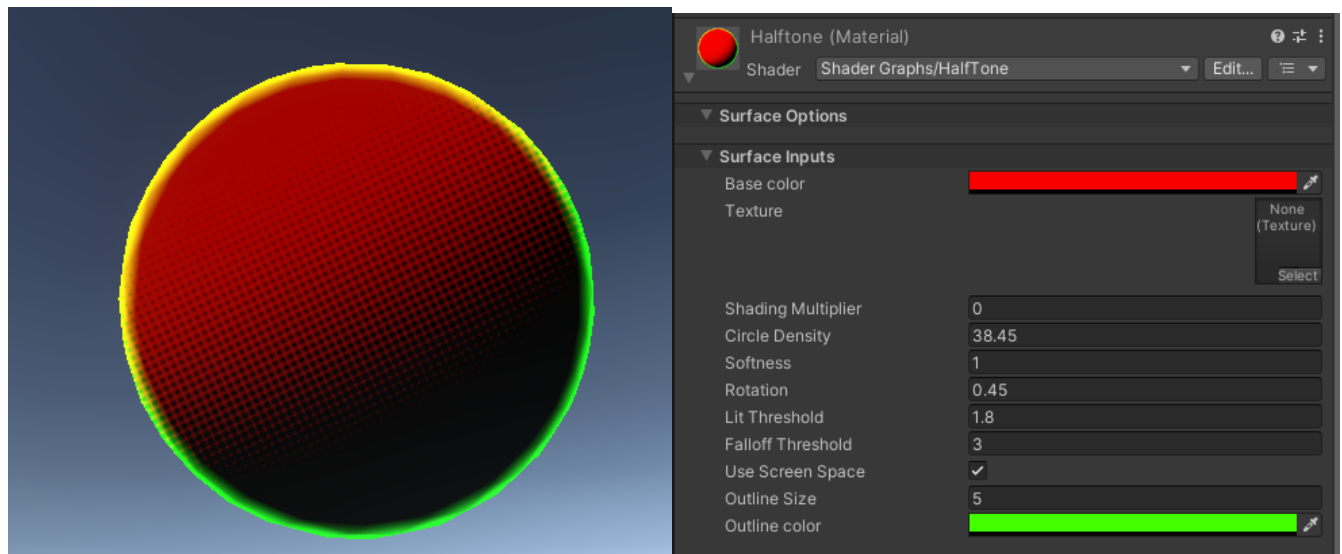 Halftone (Material)
Shader Shader Graphs/HalfTone Edit...
Surface Options
Surface Inputs
Base color
Texture None (Texture) Select
Shading Multiplier 0
Circle Density 38.45
Softness 1
Rotation 0.45
Lit Threshold 1.8
Falloff Threshold 3
Use Screen Space
Outline Size 5
Outline color